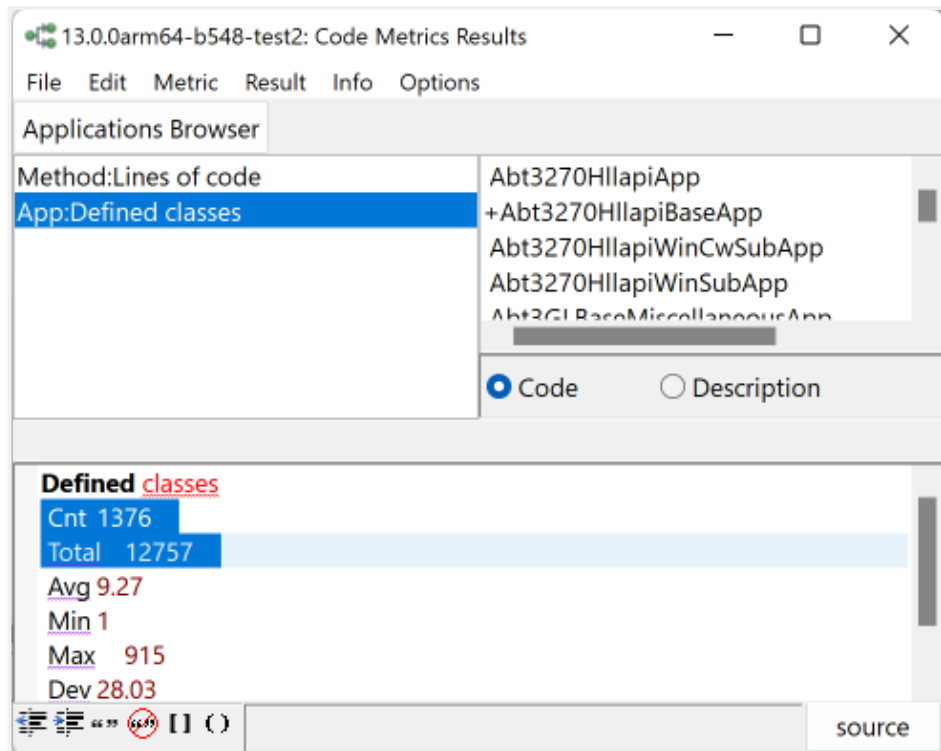 13.0.0arm64-b548-test2: Code Metrics Results
File Edit Metric Result Info Options
Applications Browser
Method:Lines of code
App:Defined classes
Abt3270HllapiApp
+Abt3270HllapiBaseApp
Abt3270HllapiWinCwSubApp
Abt3270HllapiWinSubApp
Abt3GLBaseMiscellaneousApp
Code Description
Defined classes
Cnt 1376
Total 12757
Avg 9.27
Min 1
Max 915
Dev 28.03
“” “” [] ()
source